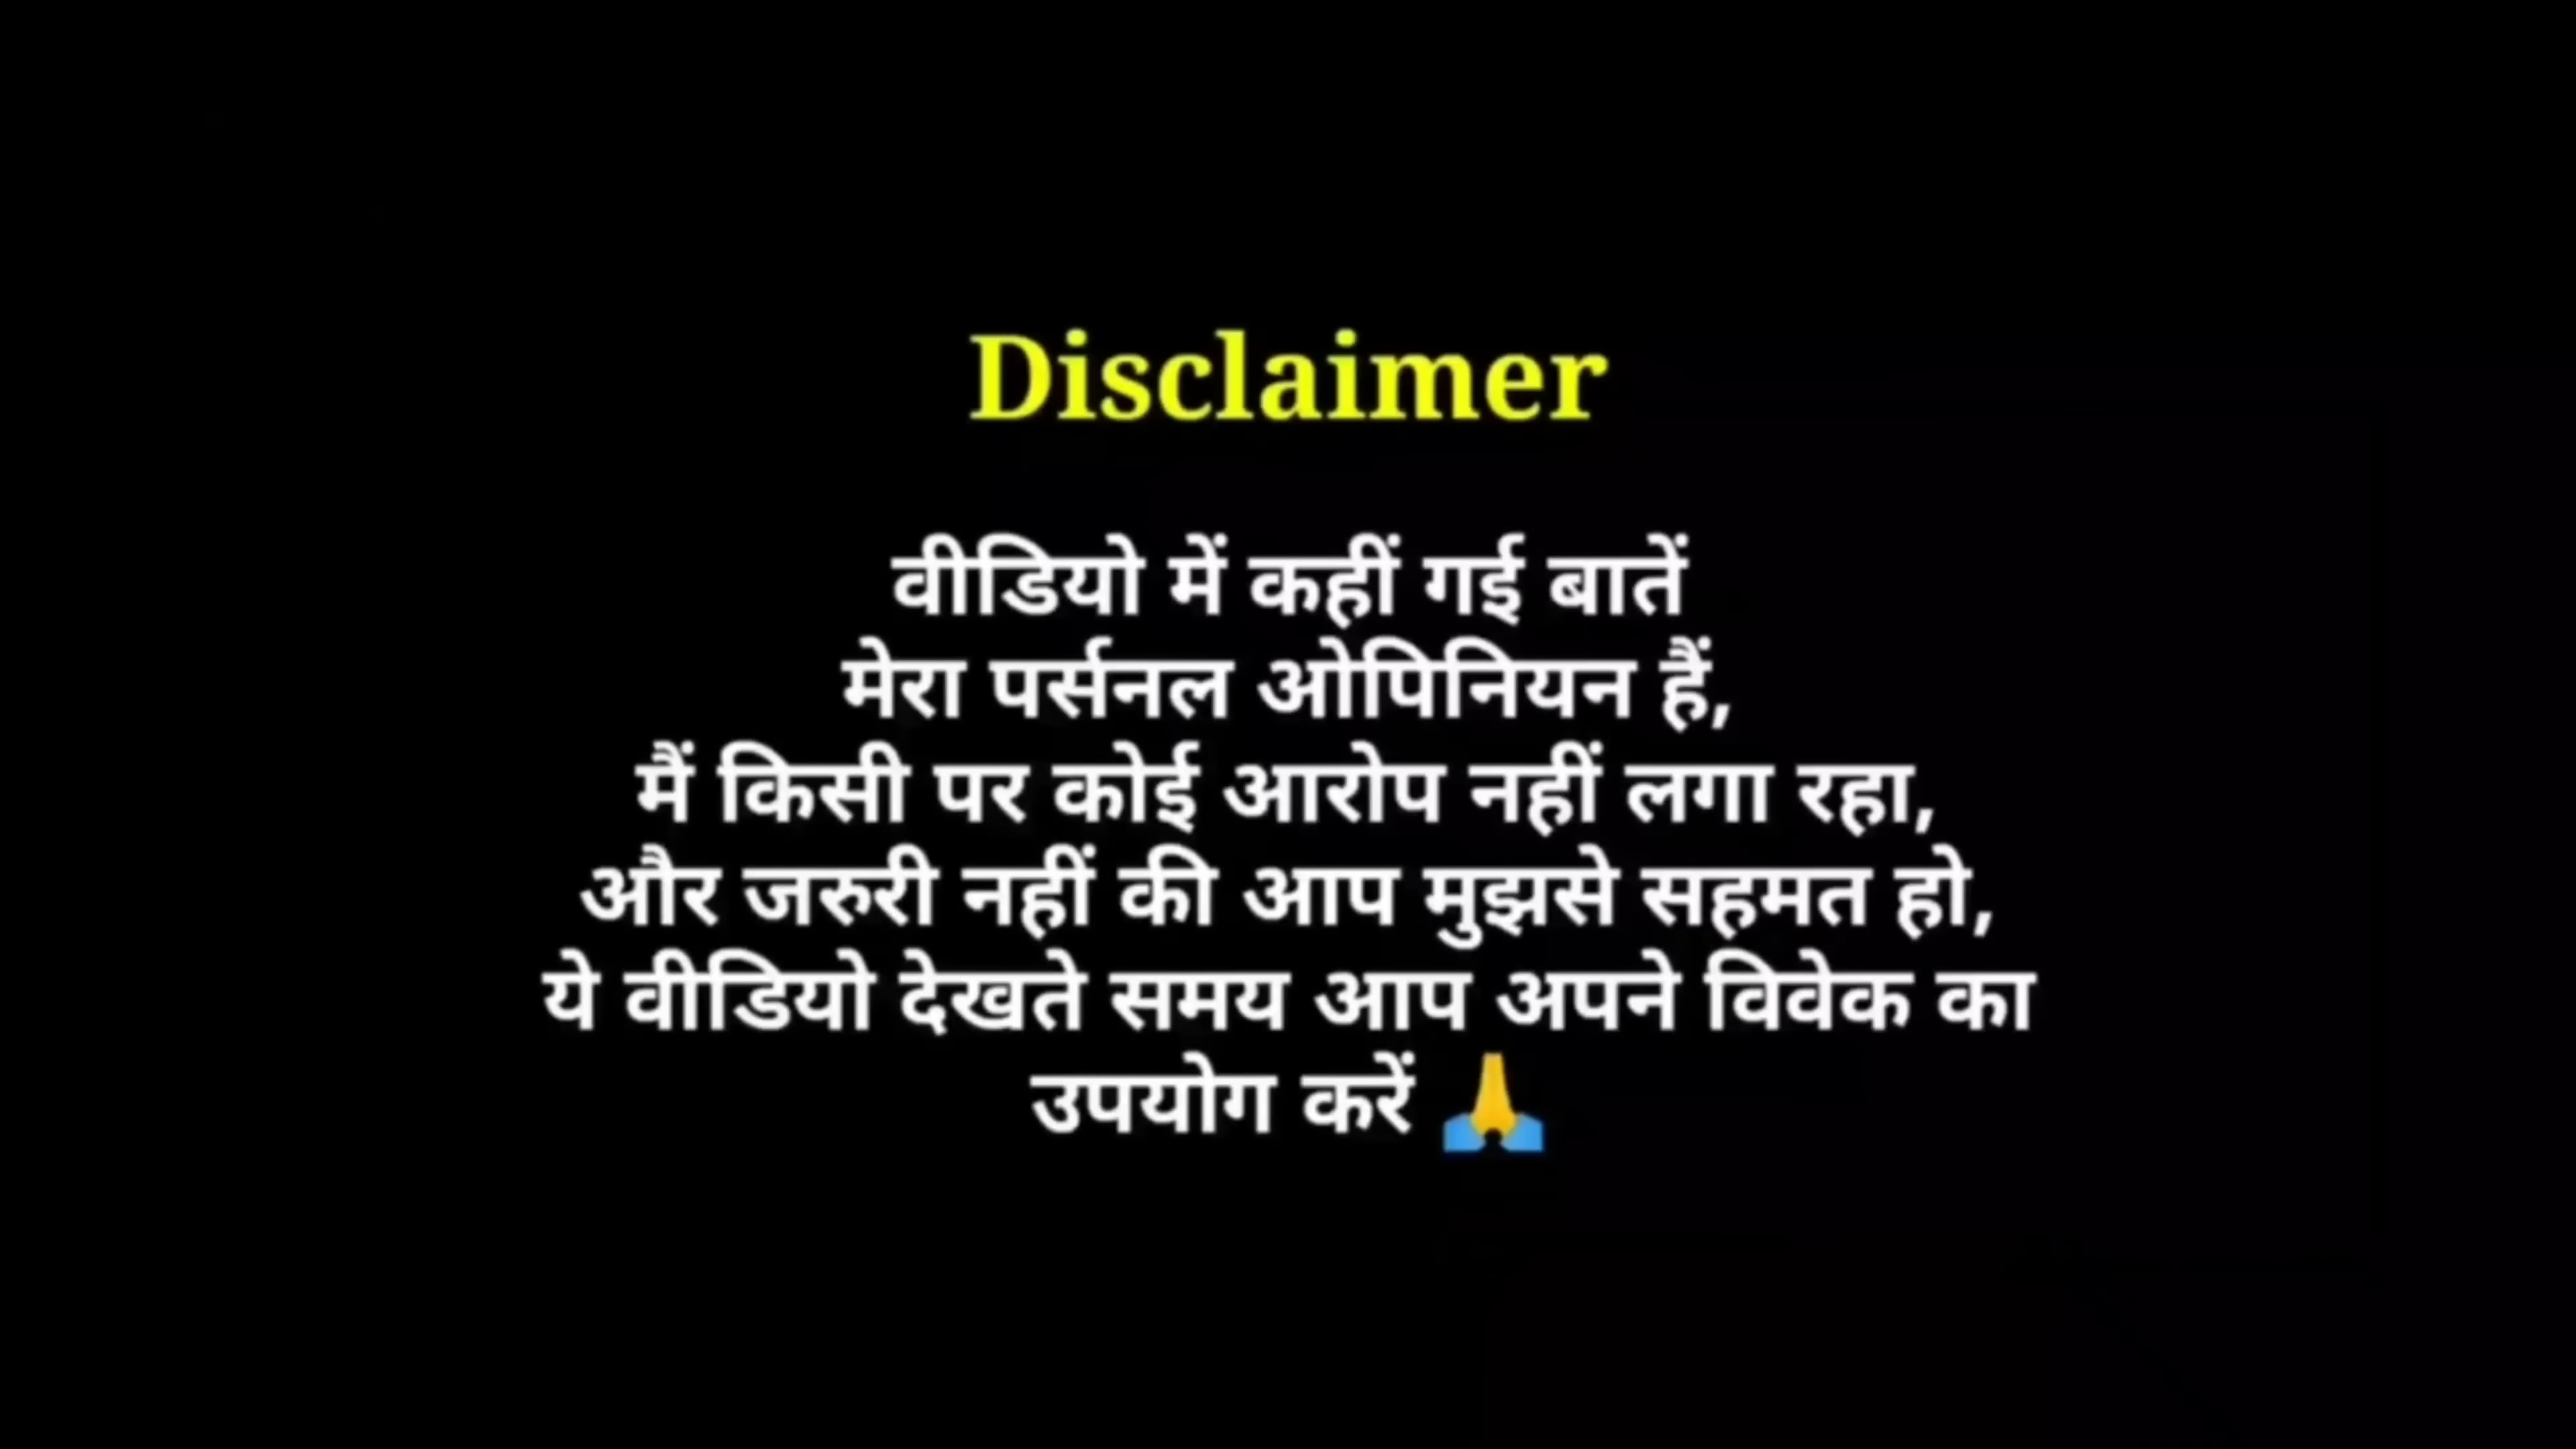 Disclaimer
वीडियो में कहीं गई बातें
मेरा पर्सनल ओपिनियन हैं,
मैं किसी पर कोई आरोप नहीं लगा रहा,
और जरुरी नहीं की आप मुझसे सहमत हो,
ये वीडियो देखते समय आप अपने विवेक का
उपयोग करें 🙏